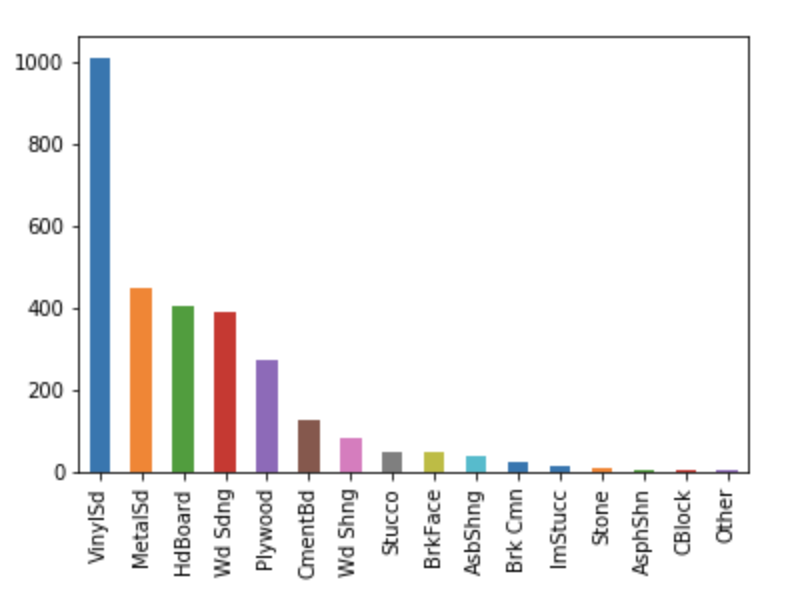 1000
800
600
400
200
0
VinylSd
MetalSd
HdBoard
Wd Sdng
Plywood
CmentBd
Wd Shng
Stucco
BrkFace
AsbShng
Brk Cmn
ImStucc
Stone
AsphShn
CBlock
Other